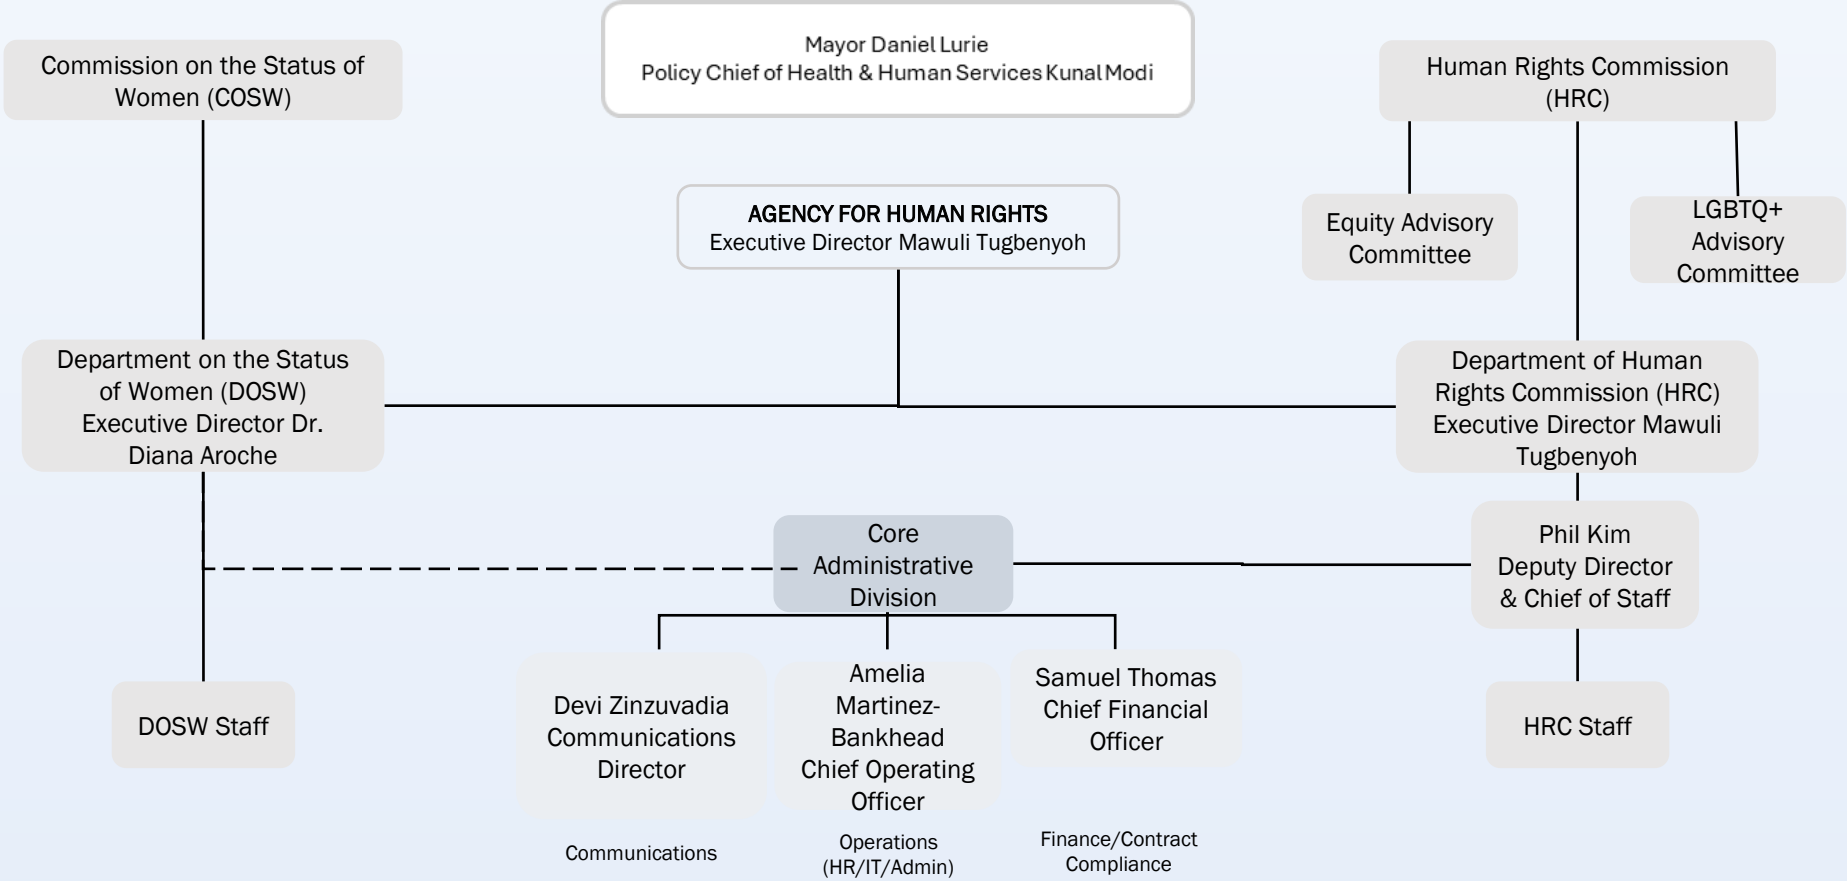 Mayor Daniel Lurie
Policy Chief of Health & Human Services Kunal Modi
Commission on the Status of
Women (COSW)
Human Rights Commission
(HRC)
AGENCY FOR HUMAN RIGHTS
Executive Director Mawuli Tugbenyoh
Equity Advisory
Committee
LGBTQ+
Advisory
Committee
Department on the Status
of Women (DOSW)
Executive Director Dr.
Diana Aroche
Department of Human
Rights Commission (HRC)
Executive Director Mawuli
Tugbenyoh
Core
Administrative
Division
Phil Kim
Deputy Director
& Chief of Staff
DOSW Staff
Devi Zinzuvadia
Communications
Director
Amelia
Martinez-
Bankhead
Chief Operating
Officer
Samuel Thomas
Chief Financial
Officer
HRC Staff
Communications
Operations
(HR/IT/Admin)
Finance/Contract
Compliance